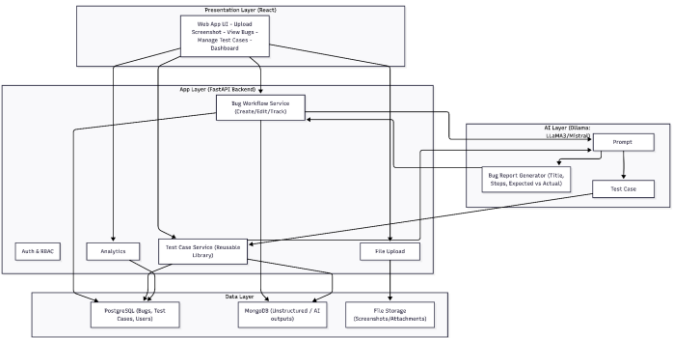 Presentation Layer (React)
Web App UI - Upload
Screenshot - View Bugs -
Manage Test Cases -
Dashboard
App Layer (FastAPI Backend)
Bug Workflow Service
(Create/Edit/Track)
AI Layer (Ollama:
LLaMA3/Mistral)
Prompt
Bug Report Generator (Title,
Steps, Expected vs Actual)
Test Case
Auth & RBAC
Analytics
Test Case Service (Reusable
Library)
File Upload
Data Layer
PostgreSQL (Bugs, Test
Cases, Users)
MongoDB (Unstructured / AI
outputs)
File Storage
(Screenshots/Attachments)